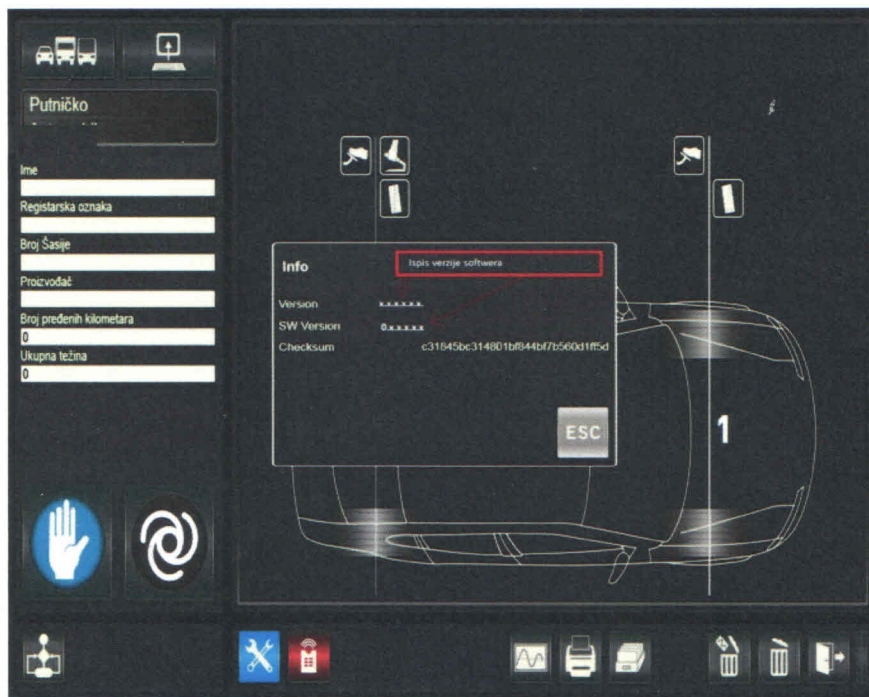 Putničko
Ime
Registarska oznaka
Broj Šasije
Proizvođač
Broj pređenih kilometara
0
Ukupna težina
0
Info
Ispis verzije softwera
Version x.x.x.x.x.x
SW Version 0.x.x.x.x.x
Checksum c31845bc314801bf844bf7b560d1ff5d
ESC
1